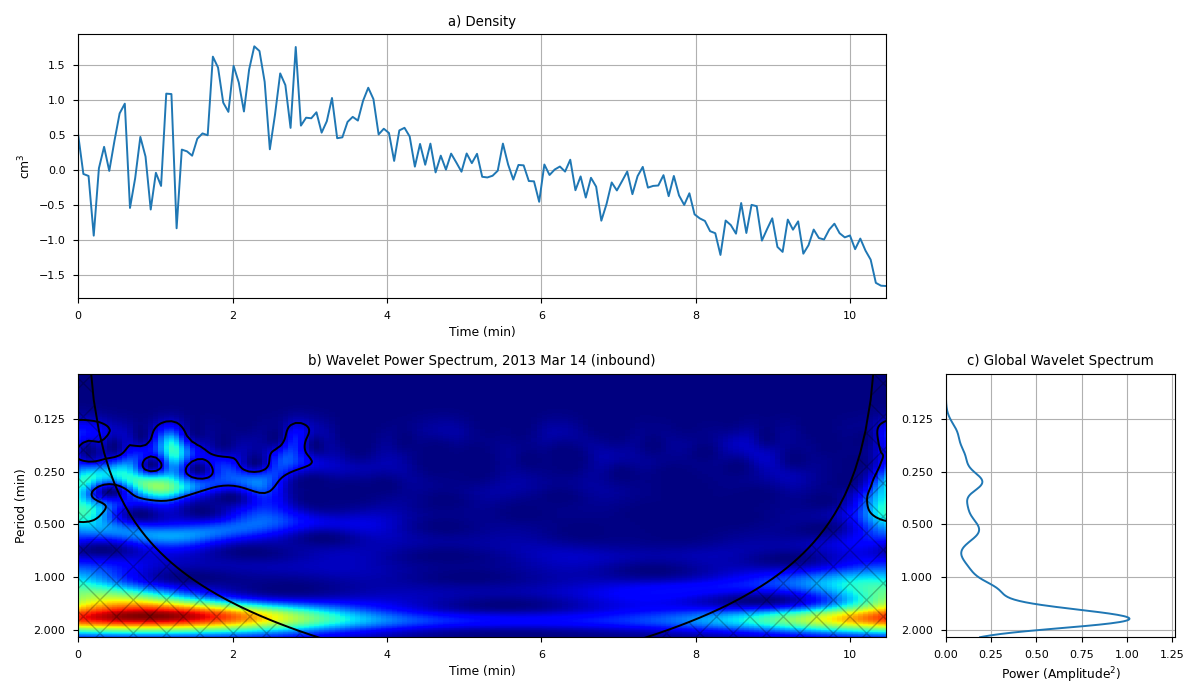 a) Density
1.5
1.0
0.5
0.0
−0.5
−1.0
−1.5
cm³
0 2 4 6 8 10
Time (min)
b) Wavelet Power Spectrum, 2013 Mar 14 (inbound)
0.125
0.250
0.500
1.000
2.000
Period (min)
0 2 4 6 8 10
Time (min)
c) Global Wavelet Spectrum
0.125
0.250
0.500
1.000
2.000
0.00 0.25 0.50 0.75 1.00 1.25
Power (Amplitude²)